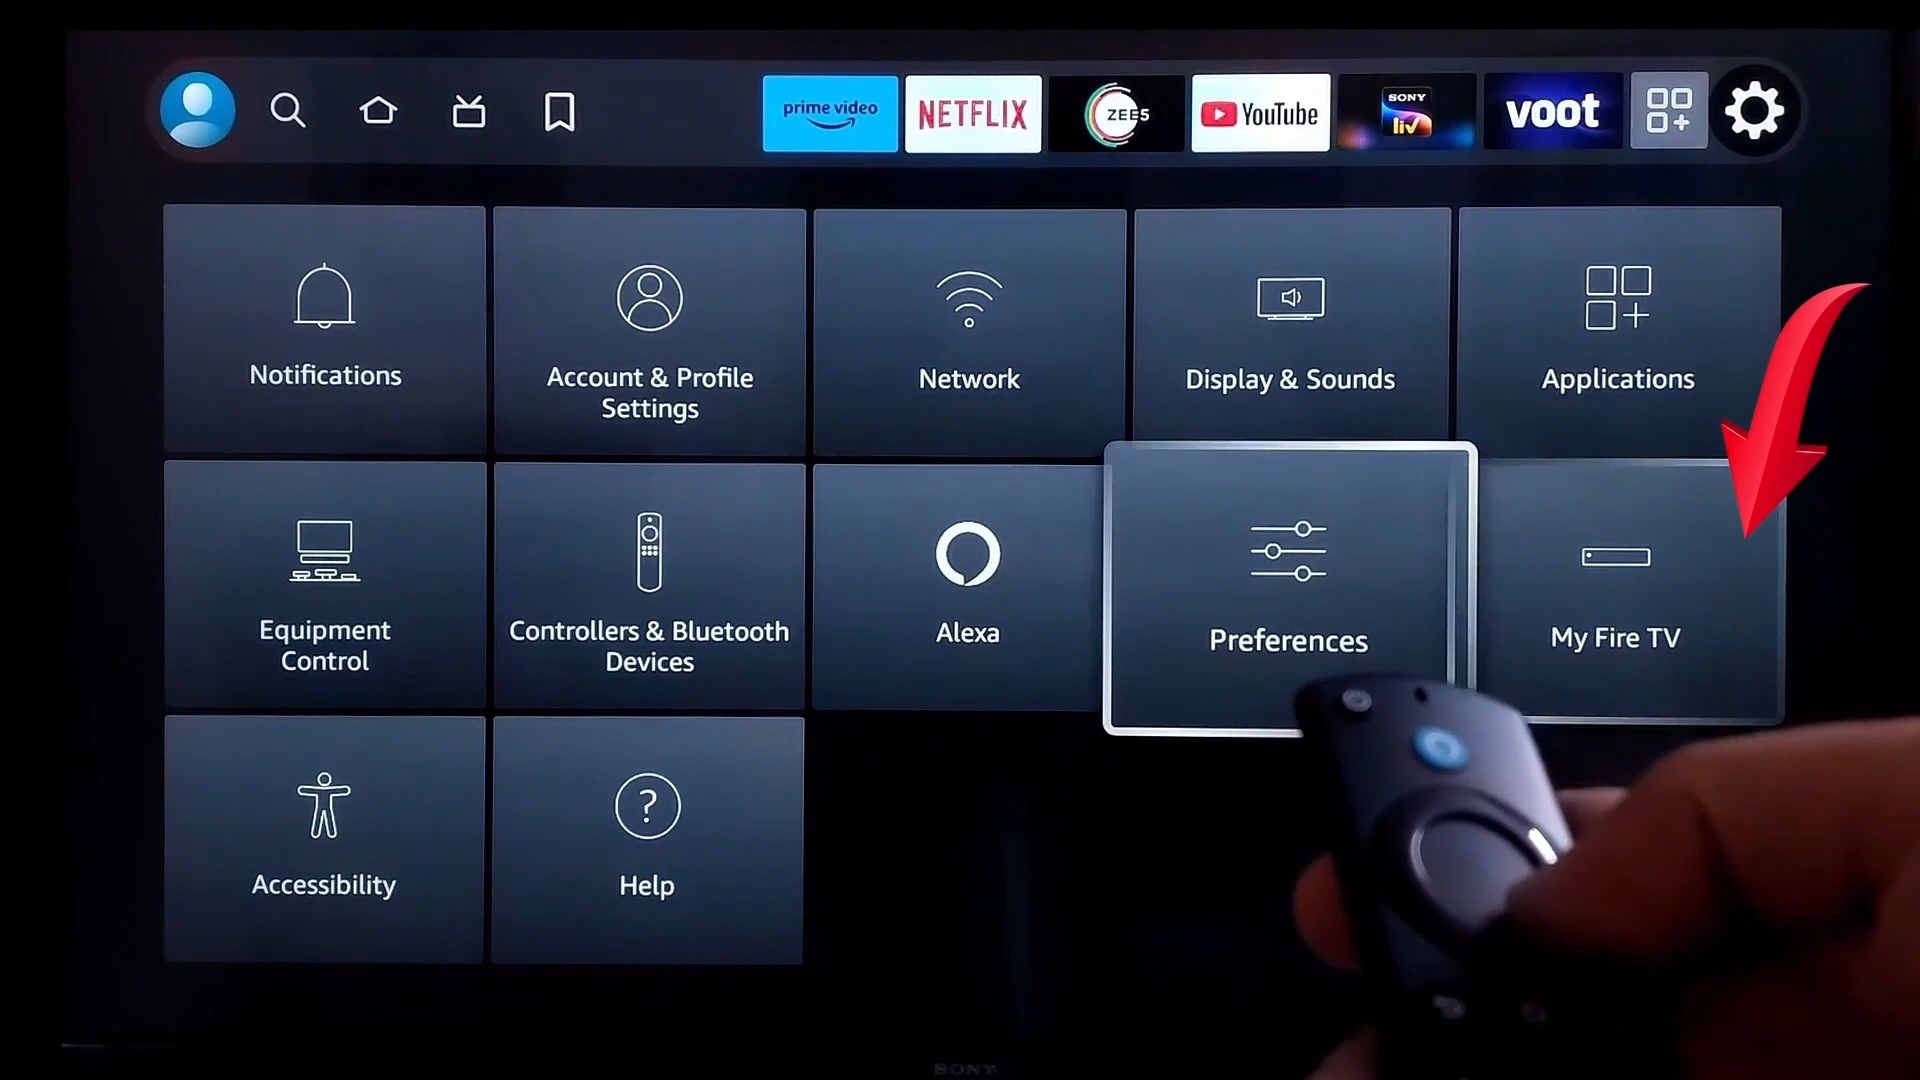 prime video
NETFLIX
ZEE5
YouTube
SONY
liv
voot
Notifications
Account & Profile
Settings
Network
Display & Sounds
Applications
Equipment
Control
Controllers & Bluetooth
Devices
Alexa
Preferences
My Fire TV
Accessibility
?
Help
SONY